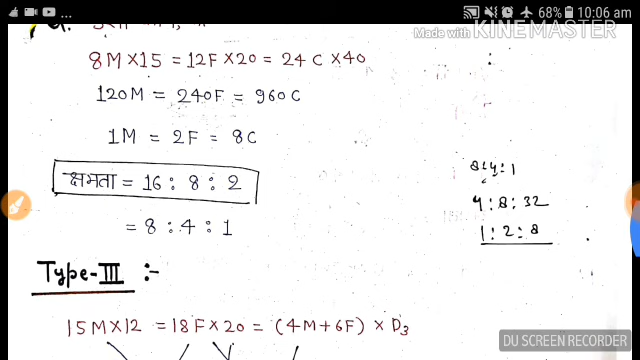 68% 10:06 am
Made with KINEMASTER
8M×15 = 12F×20 = 24C×40
120M = 240F = 960C
1M = 2F = 8C
क्षमता = 16 : 8 : 2
= 8 : 4 : 1
8:4:1
4 : 8 : 32
1 : 2 : 8
Type-III :-
15M×12 = 18F×20 = (4M+6F) × D₃
DU SCREEN RECORDER